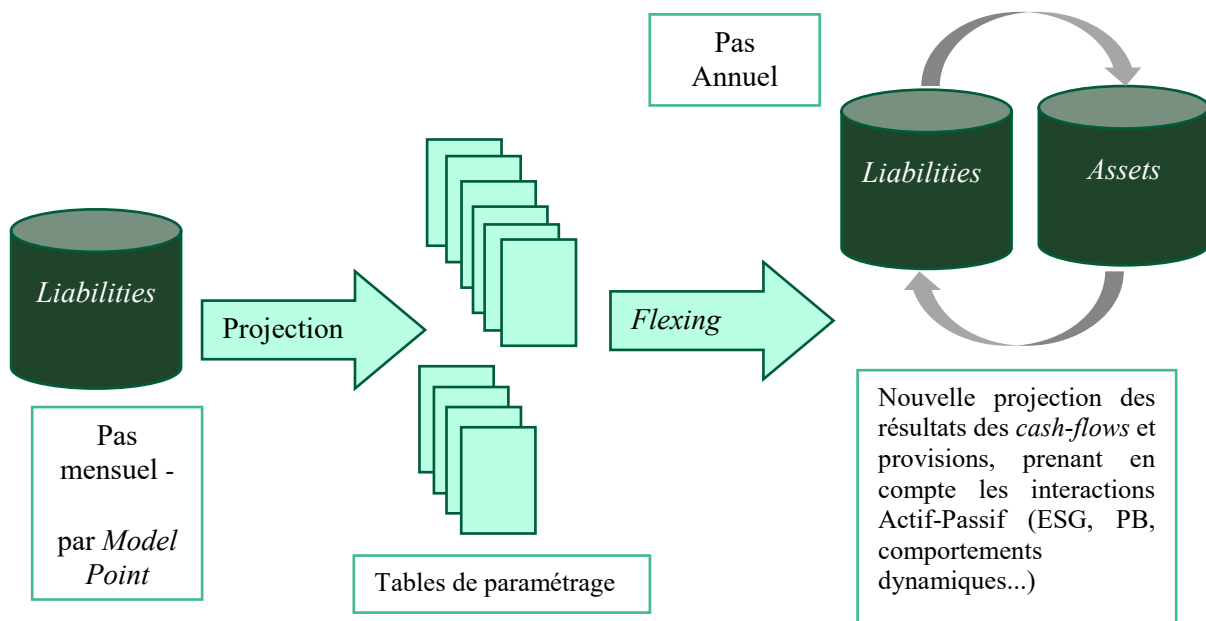 Pas
Annuel
Liabilities
Assets
Liabilities
Projection
Flexing
Pas
mensuel -
par Model
Point
Tables de paramétrage
Nouvelle projection des
résultats des cash-flows et
provisions, prenant en
compte les interactions
Actif-Passif (ESG, PB,
comportements
dynamiques...)